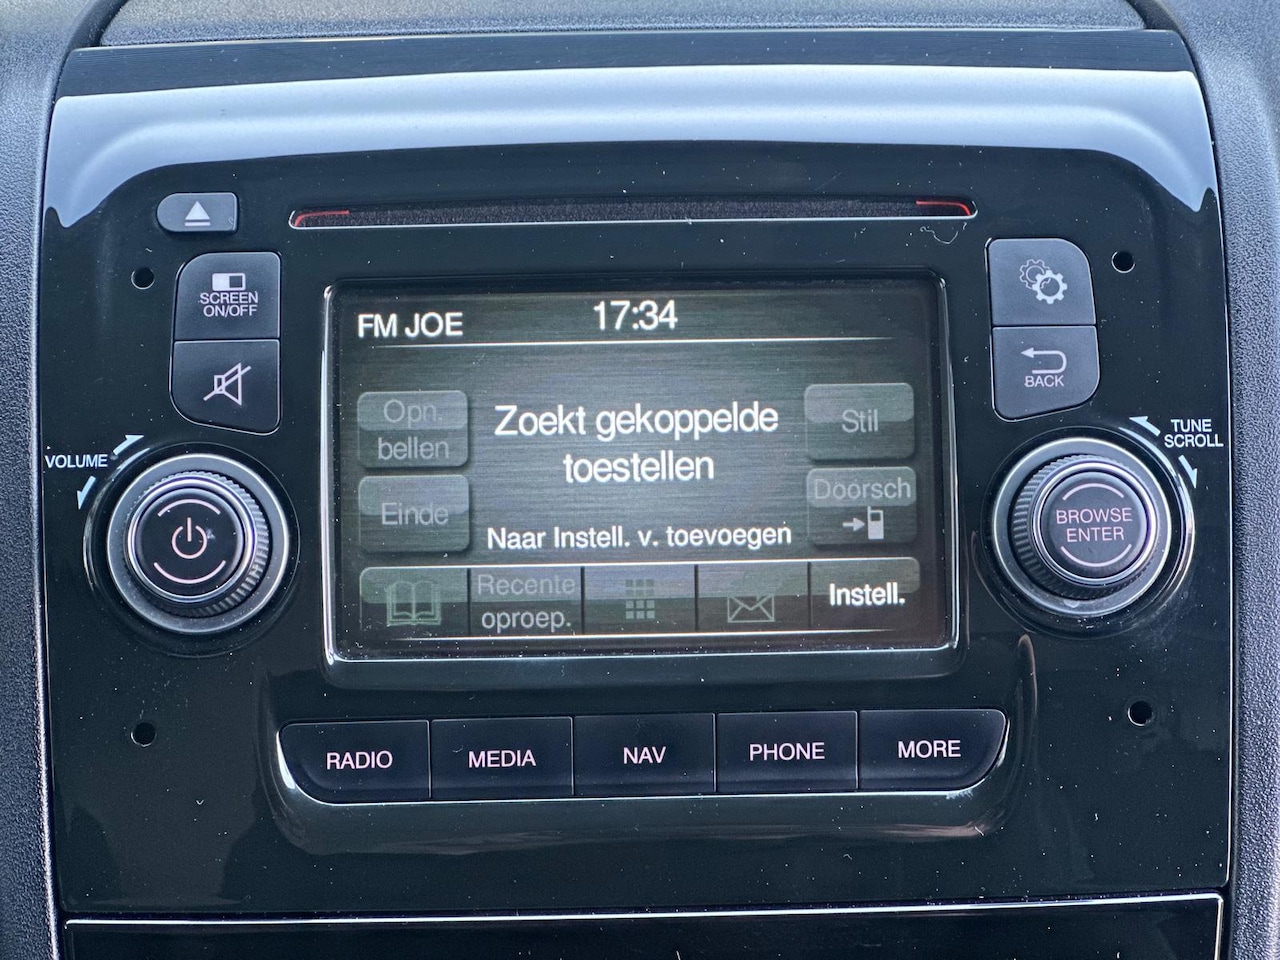 SCREEN
ON/OFF
VOLUME
FM JOE
17:34
Opn.
bellen
Zoekt gekoppelde
toestellen
Stil
Einde
Doorsch
Naar Instell. v. toevoegen
Recente
oproep.
Instell.
BACK
TUNE
SCROLL
BROWSE
ENTER
RADIO
MEDIA
NAV
PHONE
MORE